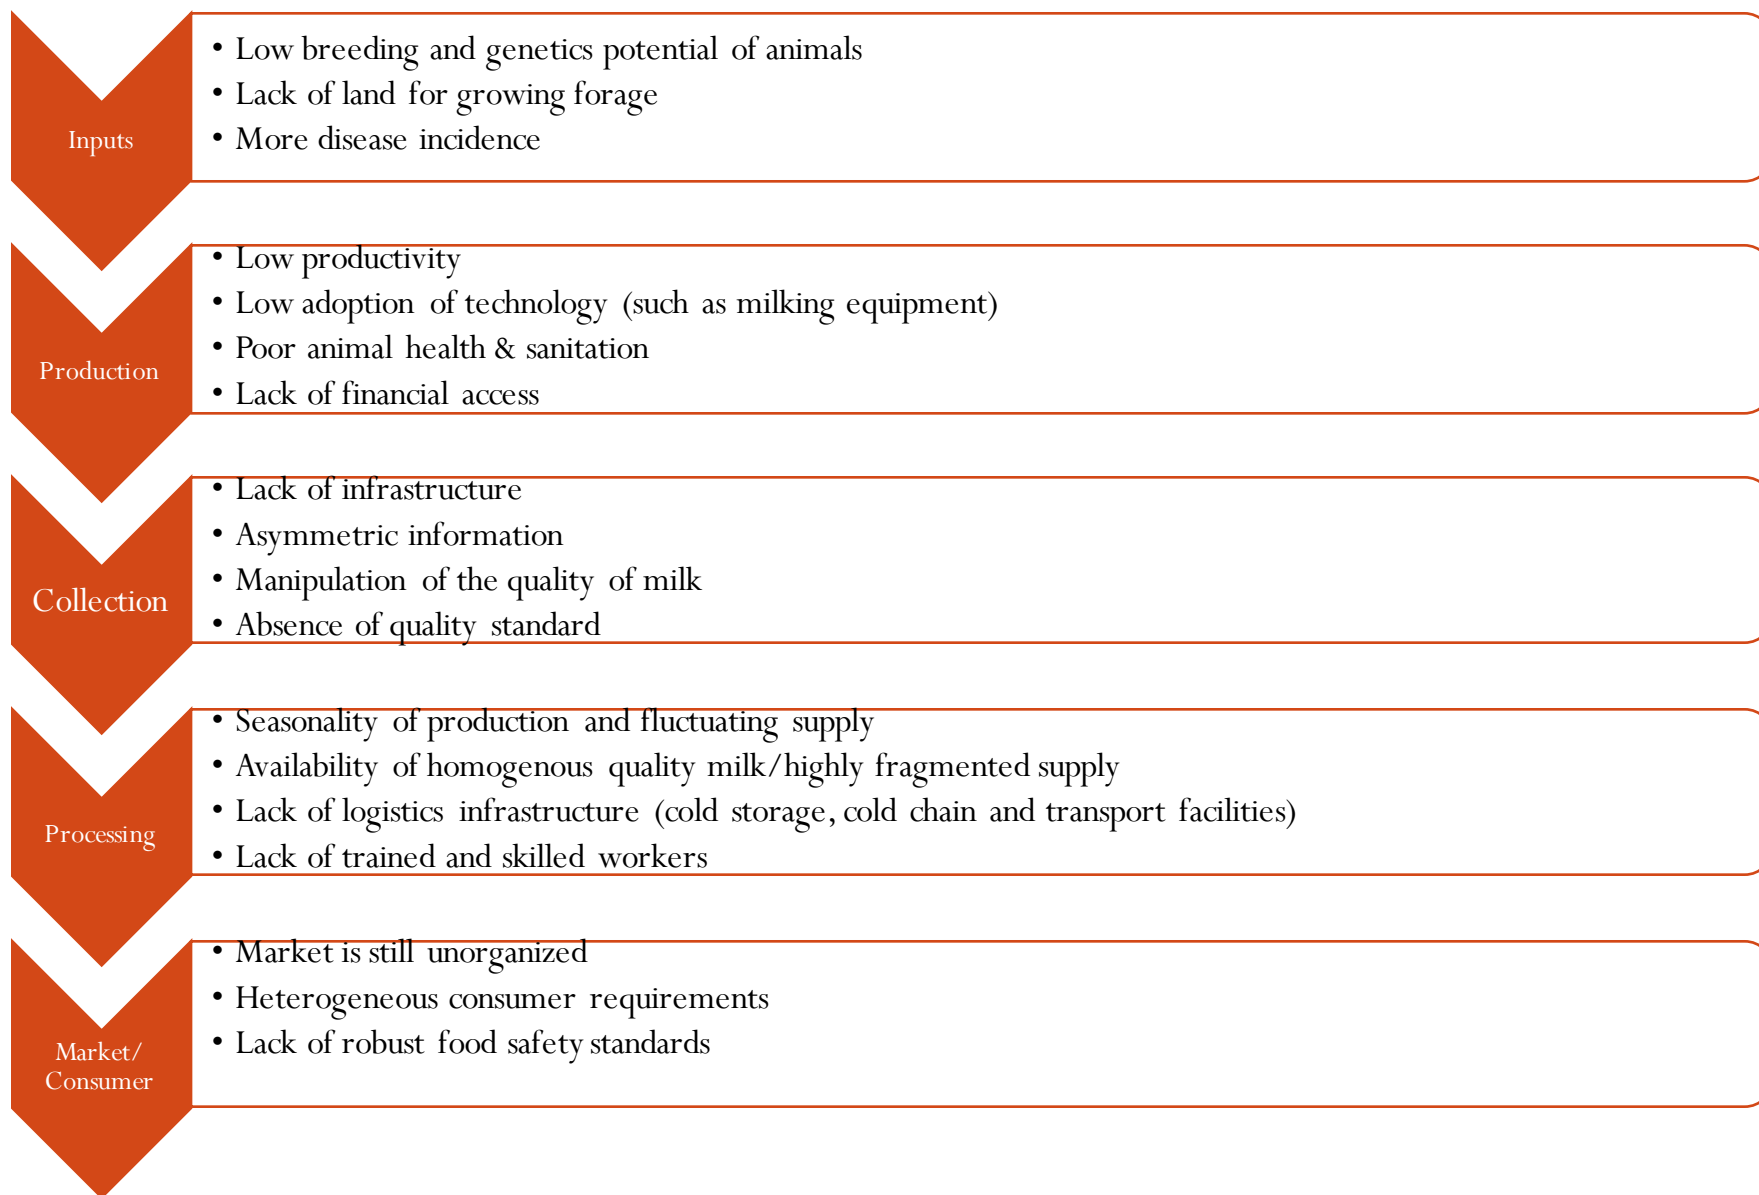 Inputs
• Low breeding and genetics potential of animals
• Lack of land for growing forage
• More disease incidence
Production
• Low productivity
• Low adoption of technology (such as milking equipment)
• Poor animal health & sanitation
• Lack of financial access
Collection
• Lack of infrastructure
• Asymmetric information
• Manipulation of the quality of milk
• Absence of quality standard
Processing
• Seasonality of production and fluctuating supply
• Availability of homogenous quality milk/highly fragmented supply
• Lack of logistics infrastructure (cold storage, cold chain and transport facilities)
• Lack of trained and skilled workers
Market/
Consumer
• Market is still unorganized
• Heterogeneous consumer requirements
• Lack of robust food safety standards